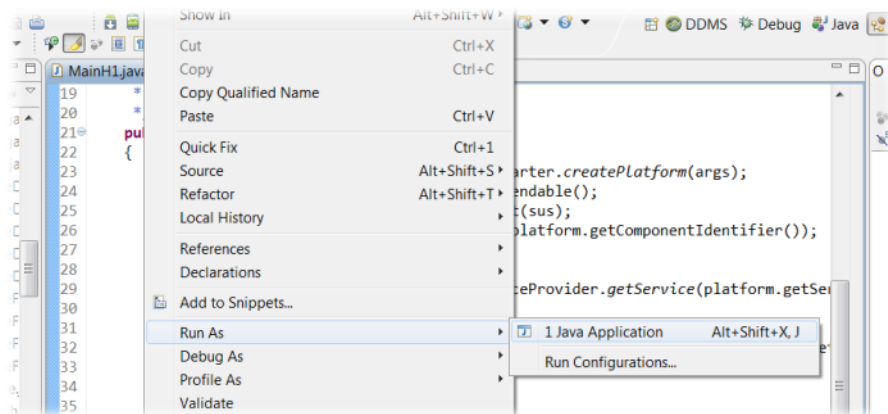 Show In Alt+Shift+W
DDMS Debug Java
Cut Ctrl+X
MainH1.java Copy Ctrl+C
19 * Copy Qualified Name
20 * Paste Ctrl+V
21 pu
22 { Quick Fix Ctrl+1
23 Source Alt+Shift+S arter.createPlatform(args);
24 Refactor Alt+Shift+T endable();
25 Local History t(sus);
26 platform.getComponentIdentifier());
27 References
28 Declarations
29 ceProvider.getService(platform.getSer
30 Add to Snippets...
31
32 Run As 1 Java Application Alt+Shift+X, J
33 Debug As Run Configurations...
34 Profile As
35 Validate